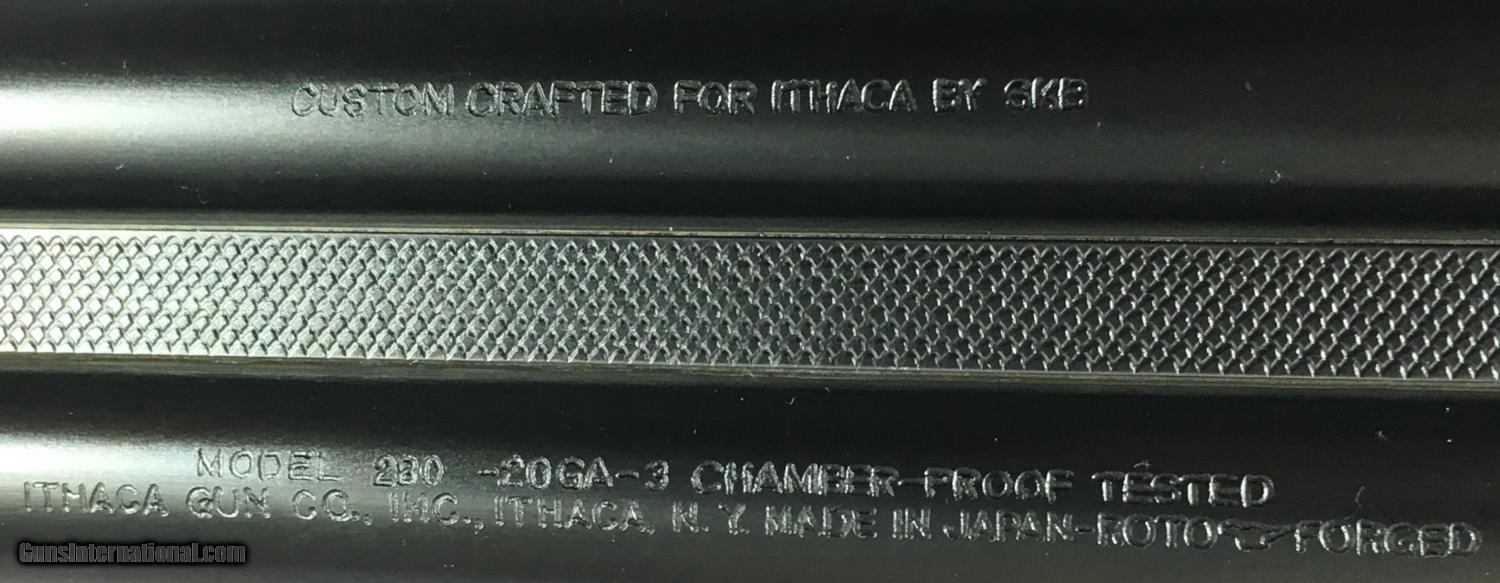 CUSTOM CRAFTED FOR ITHACA BY SKB
MODEL 280 -20GA-3 CHAMBER-PROOF TESTED
ITHACA GUN CO., INC., ITHACA, N.Y. MADE IN JAPAN-ROTO FORGED
GunsInternational.com